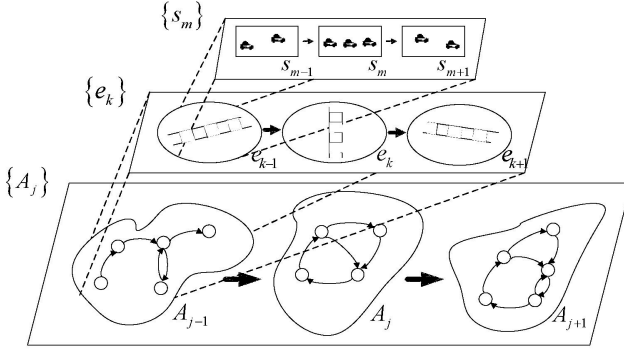 {s_m}
s_{m-1} s_m s_{m+1}
{e_k}
e_{k-1} e_k e_{k+1}
{A_j}
A_{j-1} A_j A_{j+1}